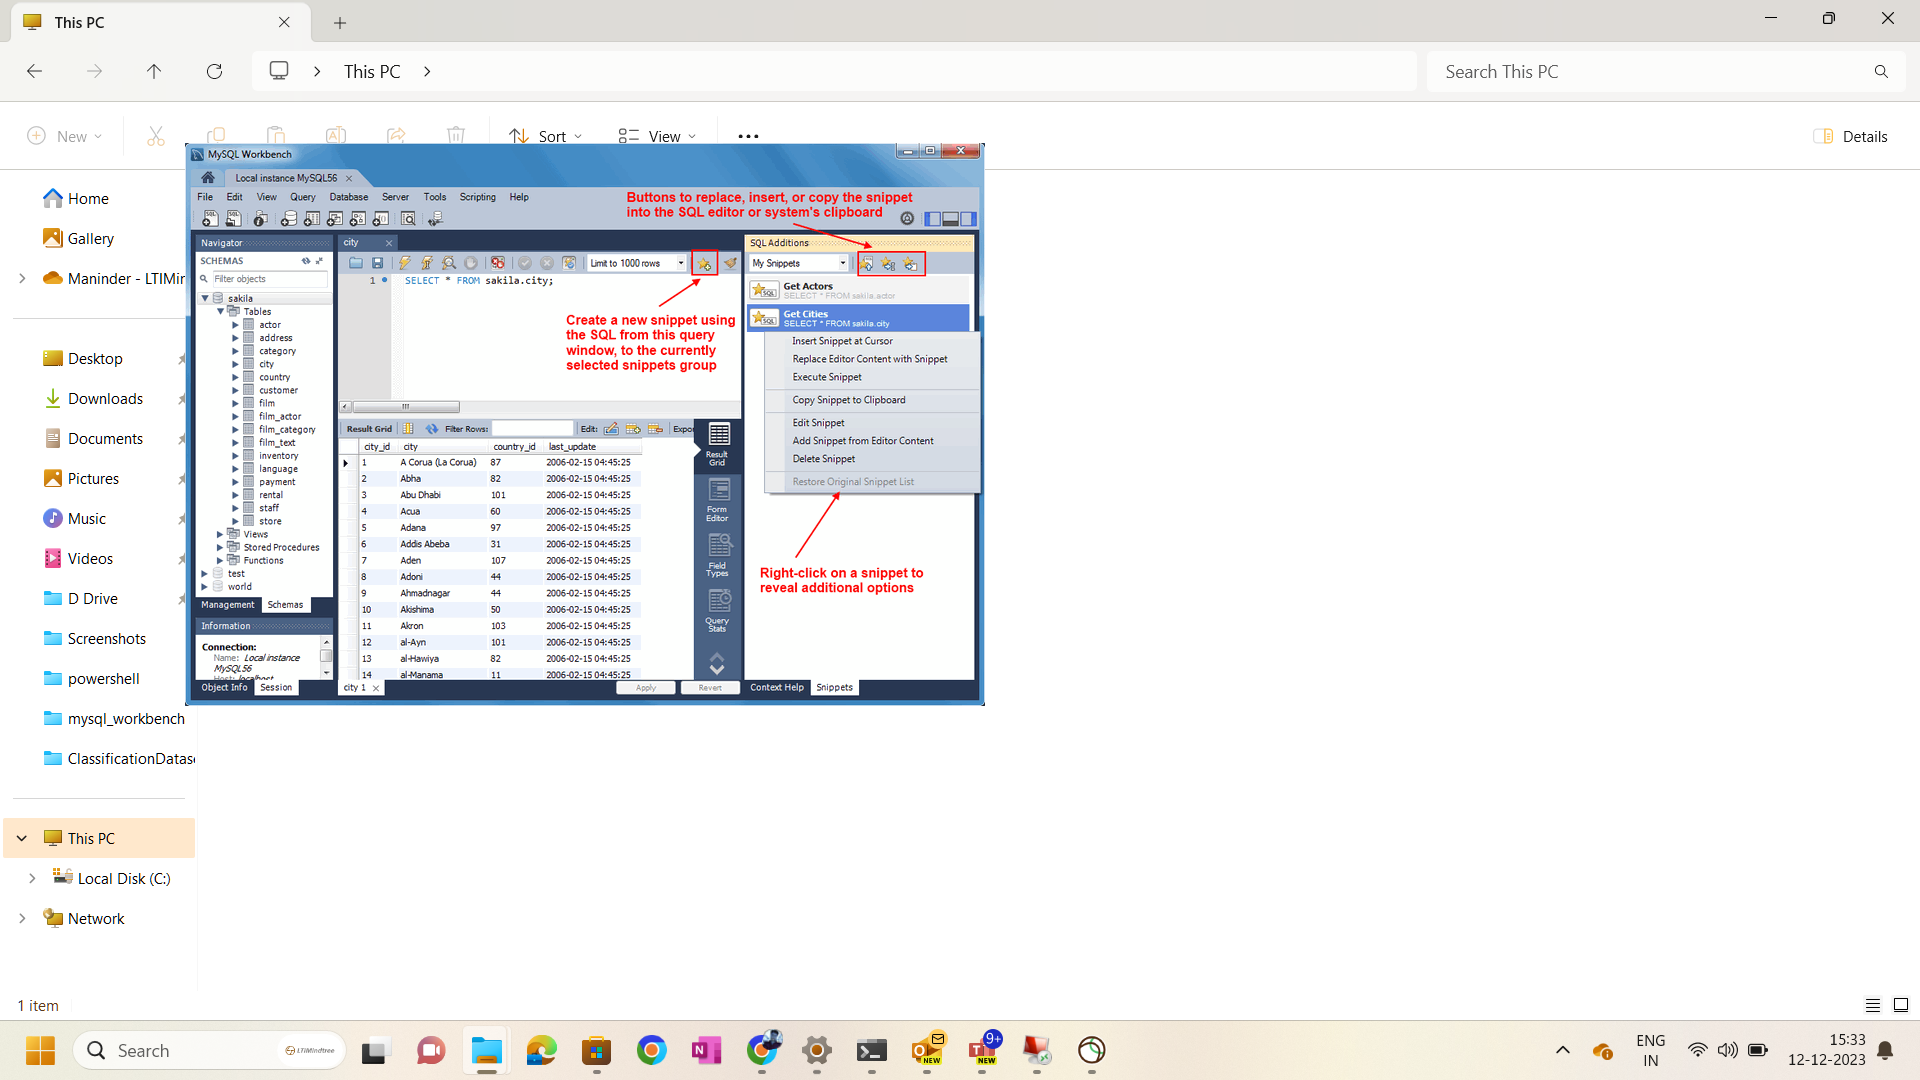 This PC
This PC
Search This PC
New
Sort
View
Details
Home
Gallery
Maninder - LTIMin
Desktop
Downloads
Documents
Pictures
Music
Videos
D Drive
Screenshots
powershell
mysql_workbench
ClassificationDatase
This PC
Local Disk (C:)
Network
1 item
MySQL Workbench
Local instance MySQL56
File Edit View Query Database Server Tools Scripting Help
Buttons to replace, insert, or copy the snippet
into the SQL editor or system's clipboard
Navigator
SCHEMAS
Filter objects
sakila
Tables
actor
address
category
city
country
customer
film
film_actor
film_category
film_text
inventory
language
payment
rental
staff
store
Views
Stored Procedures
Functions
test
world
Management Schemas
Information
Connection:
Name: Local instance
MySQL56
Host: localhost
Object Info Session
city
Limit to 1000 rows
1 SELECT * FROM sakila.city;
Create a new snippet using
the SQL from this query
window, to the currently
selected snippets group
Result Grid Filter Rows: Edit: Expor
city_id city country_id last_update
1 A Corua (La Corua) 87 2006-02-15 04:45:25
2 Abha 82 2006-02-15 04:45:25
3 Abu Dhabi 101 2006-02-15 04:45:25
4 Acua 60 2006-02-15 04:45:25
5 Adana 97 2006-02-15 04:45:25
6 Addis Abeba 31 2006-02-15 04:45:25
7 Aden 107 2006-02-15 04:45:25
8 Adoni 44 2006-02-15 04:45:25
9 Ahmadnagar 44 2006-02-15 04:45:25
10 Akishima 50 2006-02-15 04:45:25
11 Akron 103 2006-02-15 04:45:25
12 al-Ayn 101 2006-02-15 04:45:25
13 al-Hawiya 82 2006-02-15 04:45:25
14 al-Manama 11 2006-02-15 04:45:25
Result
Grid
Form
Editor
Field
Types
Query
Stats
city 1
Apply Revert
SQL Additions
My Snippets
Get Actors
SELECT * FROM sakila.actor
Get Cities
SELECT * FROM sakila.city
Insert Snippet at Cursor
Replace Editor Content with Snippet
Execute Snippet
Copy Snippet to Clipboard
Edit Snippet
Add Snippet from Editor Content
Delete Snippet
Restore Original Snippet List
Right-click on a snippet to
reveal additional options
Context Help Snippets
Search
LTIMindtree
NEW
9+
NEW
ENG
IN
15:33
12-12-2023